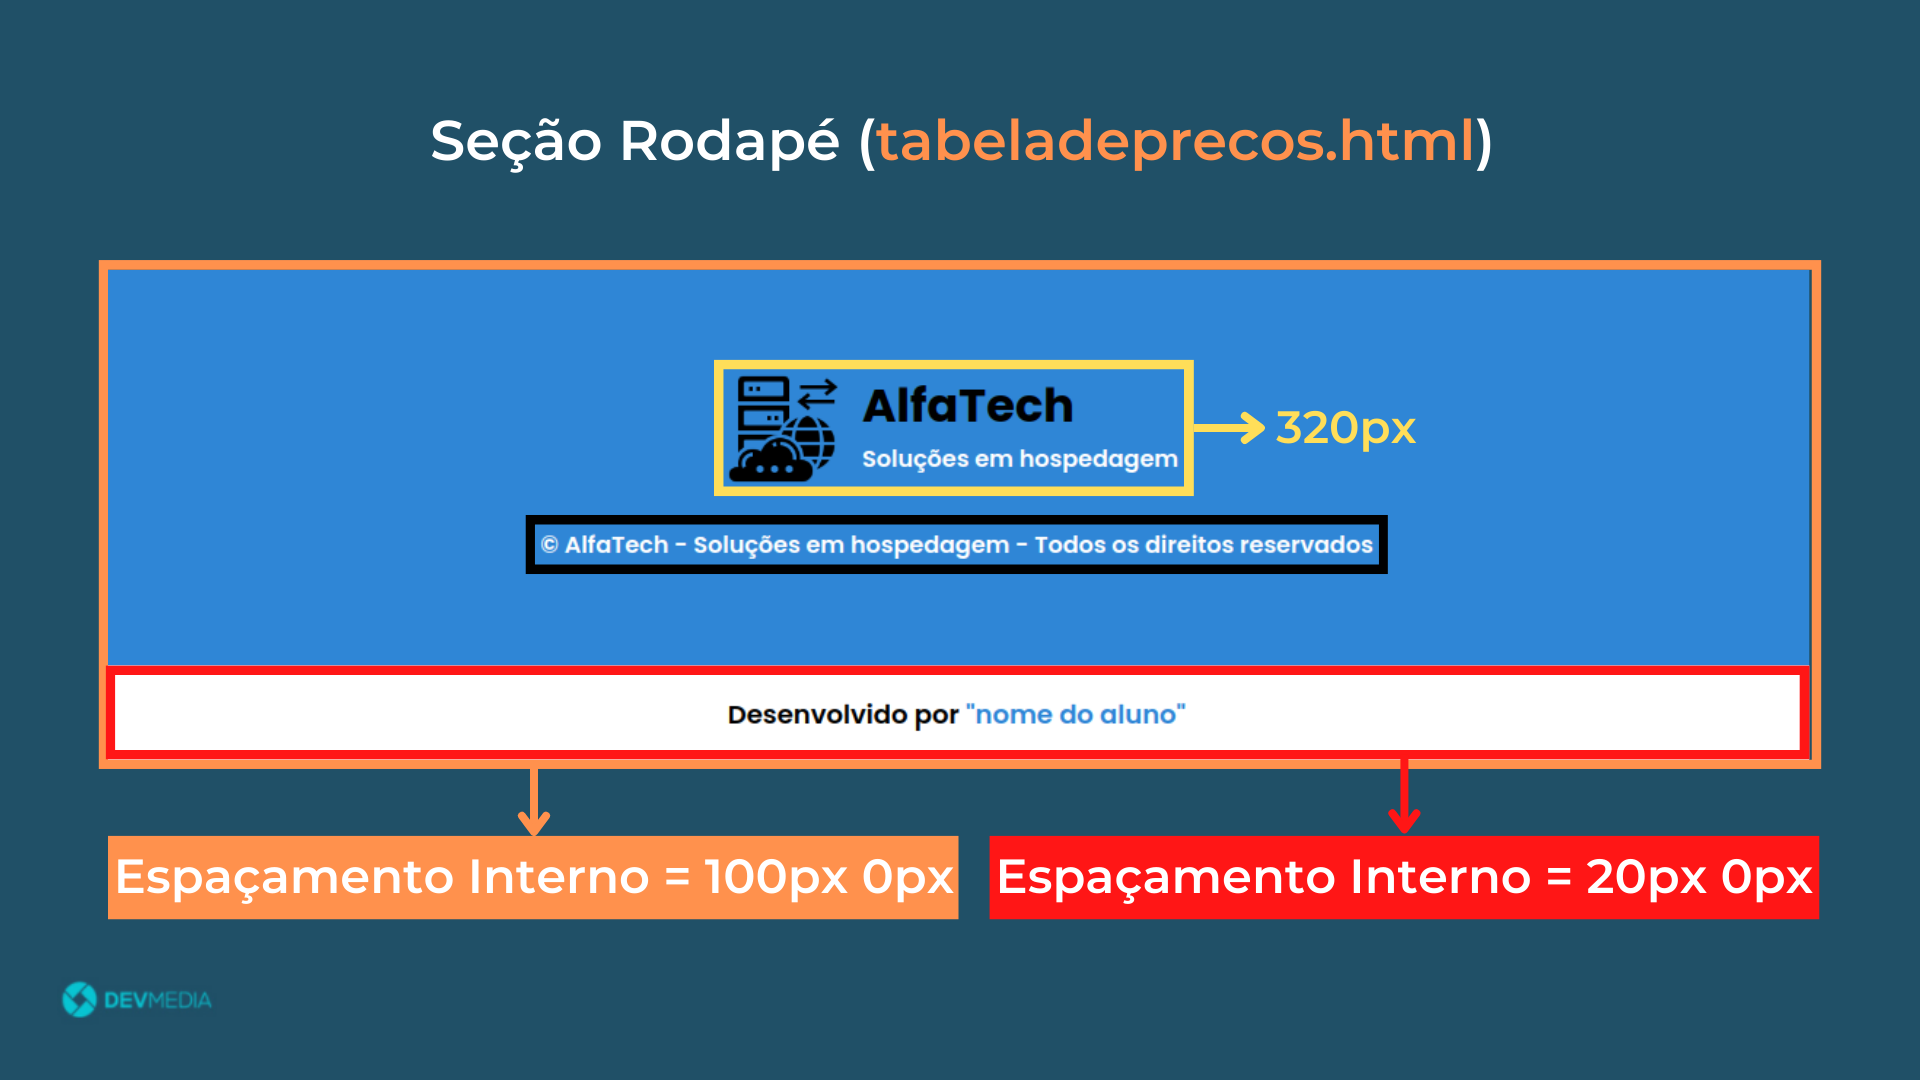 Seção Rodapé (tabeladeprecos.html)
AlfaTech
Soluções em hospedagem
320px
© AlfaTech - Soluções em hospedagem - Todos os direitos reservados
Desenvolvido por "nome do aluno"
Espaçamento Interno = 100px 0px
Espaçamento Interno = 20px 0px
DEVMEDIA